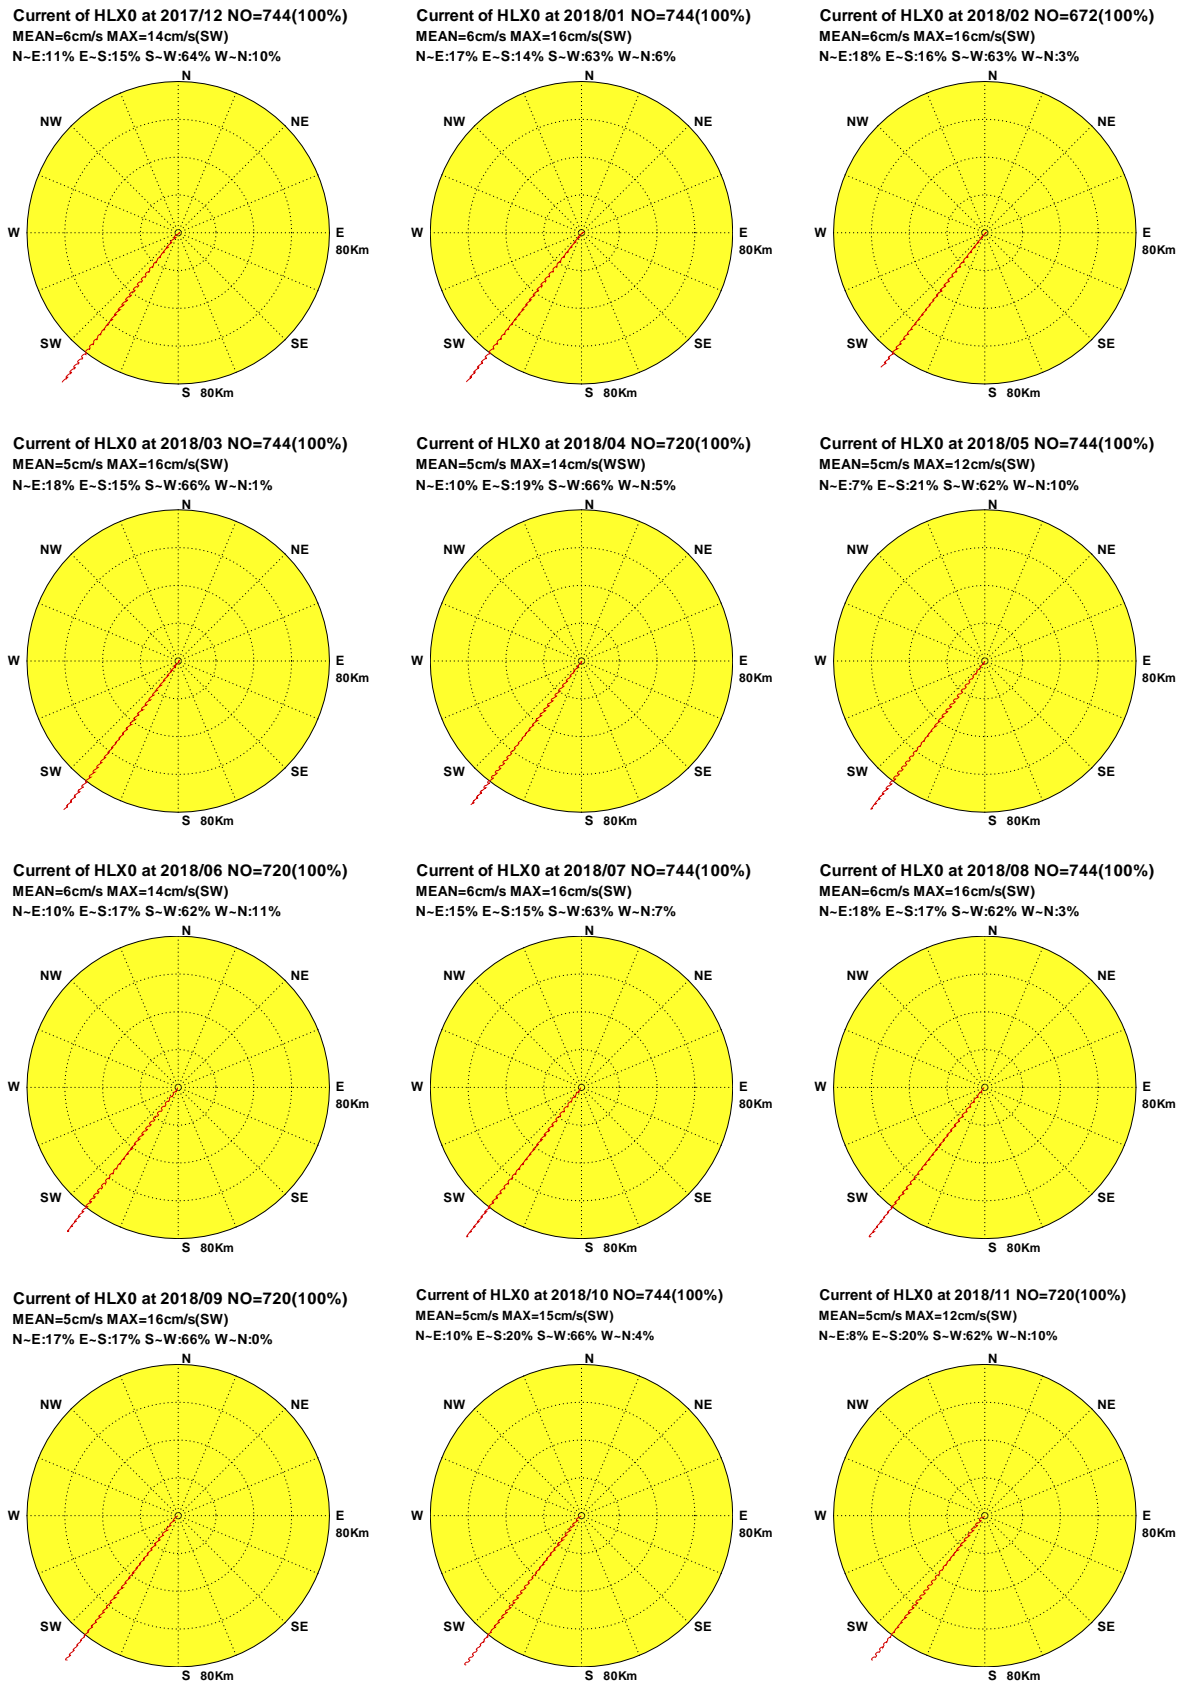 Current of HLX0 at 2017/12 NO=744(100%)
MEAN=6cm/s MAX=14cm/s(SW)
N~E:11% E~S:15% S~W:64% W~N:10%
N
NW
NE
W
E
80Km
SW
SE
S 80Km
Current of HLX0 at 2018/01 NO=744(100%)
MEAN=6cm/s MAX=16cm/s(SW)
N~E:17% E~S:14% S~W:63% W~N:6%
N
NW
NE
W
E
80Km
SW
SE
S 80Km
Current of HLX0 at 2018/02 NO=672(100%)
MEAN=6cm/s MAX=16cm/s(SW)
N~E:18% E~S:16% S~W:63% W~N:3%
N
NW
NE
W
E
80Km
SW
SE
S 80Km
Current of HLX0 at 2018/03 NO=744(100%)
MEAN=5cm/s MAX=16cm/s(SW)
N~E:18% E~S:15% S~W:66% W~N:1%
N
NW
NE
W
E
80Km
SW
SE
S 80Km
Current of HLX0 at 2018/04 NO=720(100%)
MEAN=5cm/s MAX=14cm/s(WSW)
N~E:10% E~S:19% S~W:66% W~N:5%
N
NW
NE
W
E
80Km
SW
SE
S 80Km
Current of HLX0 at 2018/05 NO=744(100%)
MEAN=5cm/s MAX=12cm/s(SW)
N~E:7% E~S:21% S~W:62% W~N:10%
N
NW
NE
W
E
80Km
SW
SE
S 80Km
Current of HLX0 at 2018/06 NO=720(100%)
MEAN=6cm/s MAX=14cm/s(SW)
N~E:10% E~S:17% S~W:62% W~N:11%
N
NW
NE
W
E
80Km
SW
SE
S 80Km
Current of HLX0 at 2018/07 NO=744(100%)
MEAN=6cm/s MAX=16cm/s(SW)
N~E:15% E~S:15% S~W:63% W~N:7%
N
NW
NE
W
E
80Km
SW
SE
S 80Km
Current of HLX0 at 2018/08 NO=744(100%)
MEAN=6cm/s MAX=16cm/s(SW)
N~E:18% E~S:17% S~W:62% W~N:3%
N
NW
NE
W
E
80Km
SW
SE
S 80Km
Current of HLX0 at 2018/09 NO=720(100%)
MEAN=5cm/s MAX=16cm/s(SW)
N~E:17% E~S:17% S~W:66% W~N:0%
N
NW
NE
W
E
80Km
SW
SE
S 80Km
Current of HLX0 at 2018/10 NO=744(100%)
MEAN=5cm/s MAX=15cm/s(SW)
N~E:10% E~S:20% S~W:66% W~N:4%
N
NW
NE
W
E
80Km
SW
SE
S 80Km
Current of HLX0 at 2018/11 NO=720(100%)
MEAN=5cm/s MAX=12cm/s(SW)
N~E:8% E~S:20% S~W:62% W~N:10%
N
NW
NE
W
E
80Km
SW
SE
S 80Km